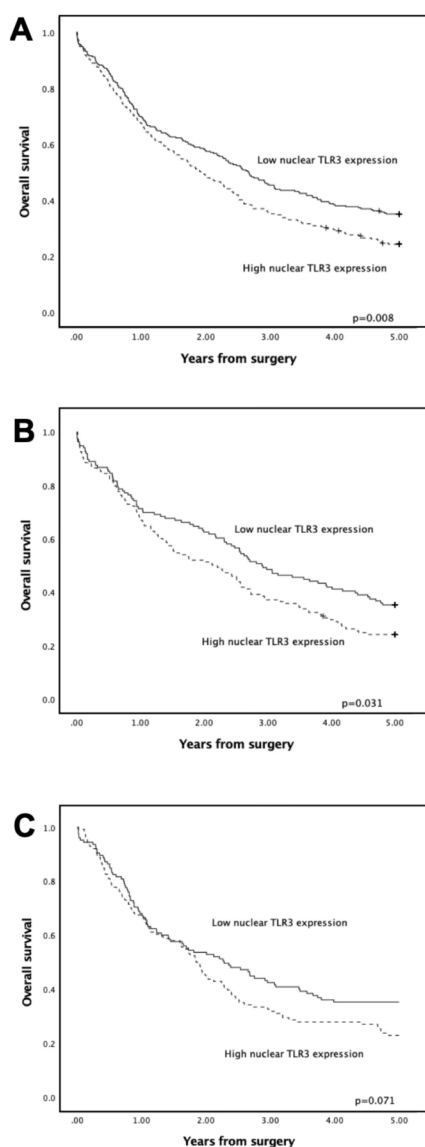 A
1.0
0.8
0.6
0.4
0.2
0.0
Overall survival
Low nuclear TLR3 expression
High nuclear TLR3 expression
p=0.008
.00 1.00 2.00 3.00 4.00 5.00
Years from surgery
B
1.0
0.8
0.6
0.4
0.2
0.0
Overall survival
Low nuclear TLR3 expression
High nuclear TLR3 expression
p=0.031
.00 1.00 2.00 3.00 4.00 5.00
Years from surgery
C
1.0
0.8
0.6
0.4
0.2
0.0
Overall survival
Low nuclear TLR3 expression
High nuclear TLR3 expression
p=0.071
.00 1.00 2.00 3.00 4.00 5.00
Years from surgery